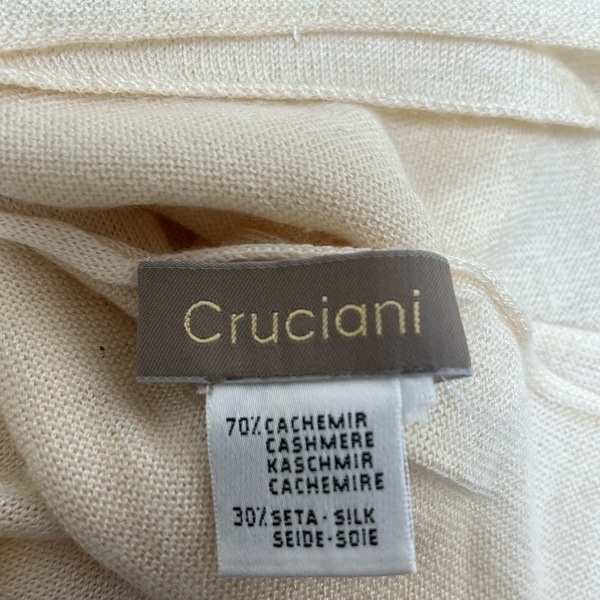 Cruciani
70% CACHEMIR
CASHMERE
KASCHMIR
CACHEMIRE
30% SETA - SILK
SEIDE-SOIE